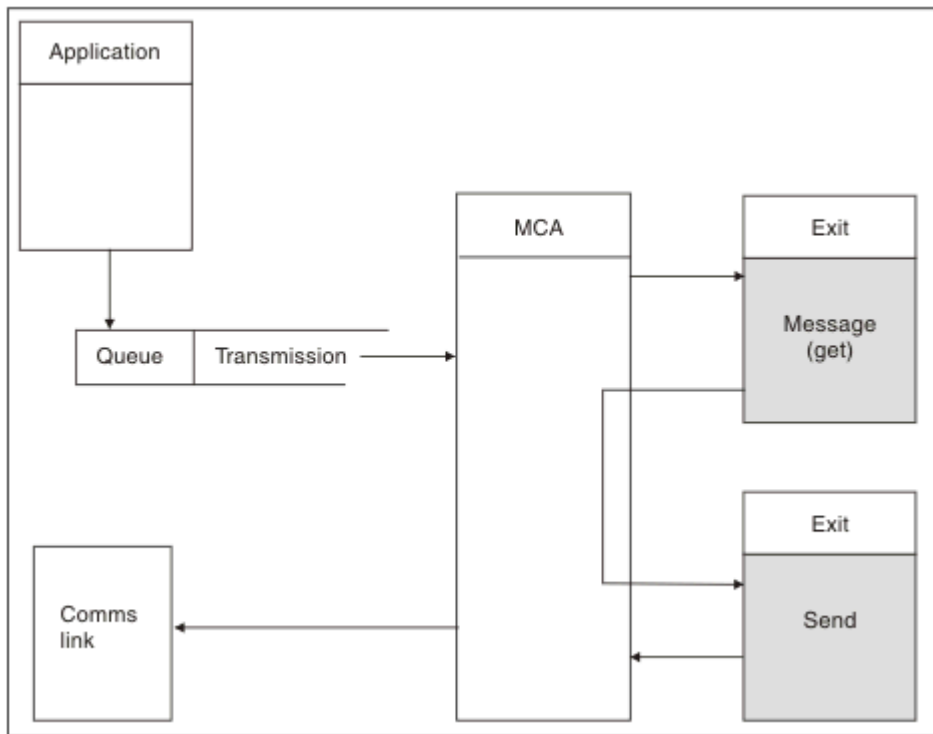 Application
MCA
Exit
Message
(get)
Queue
Transmission
Exit
Send
Comms
link